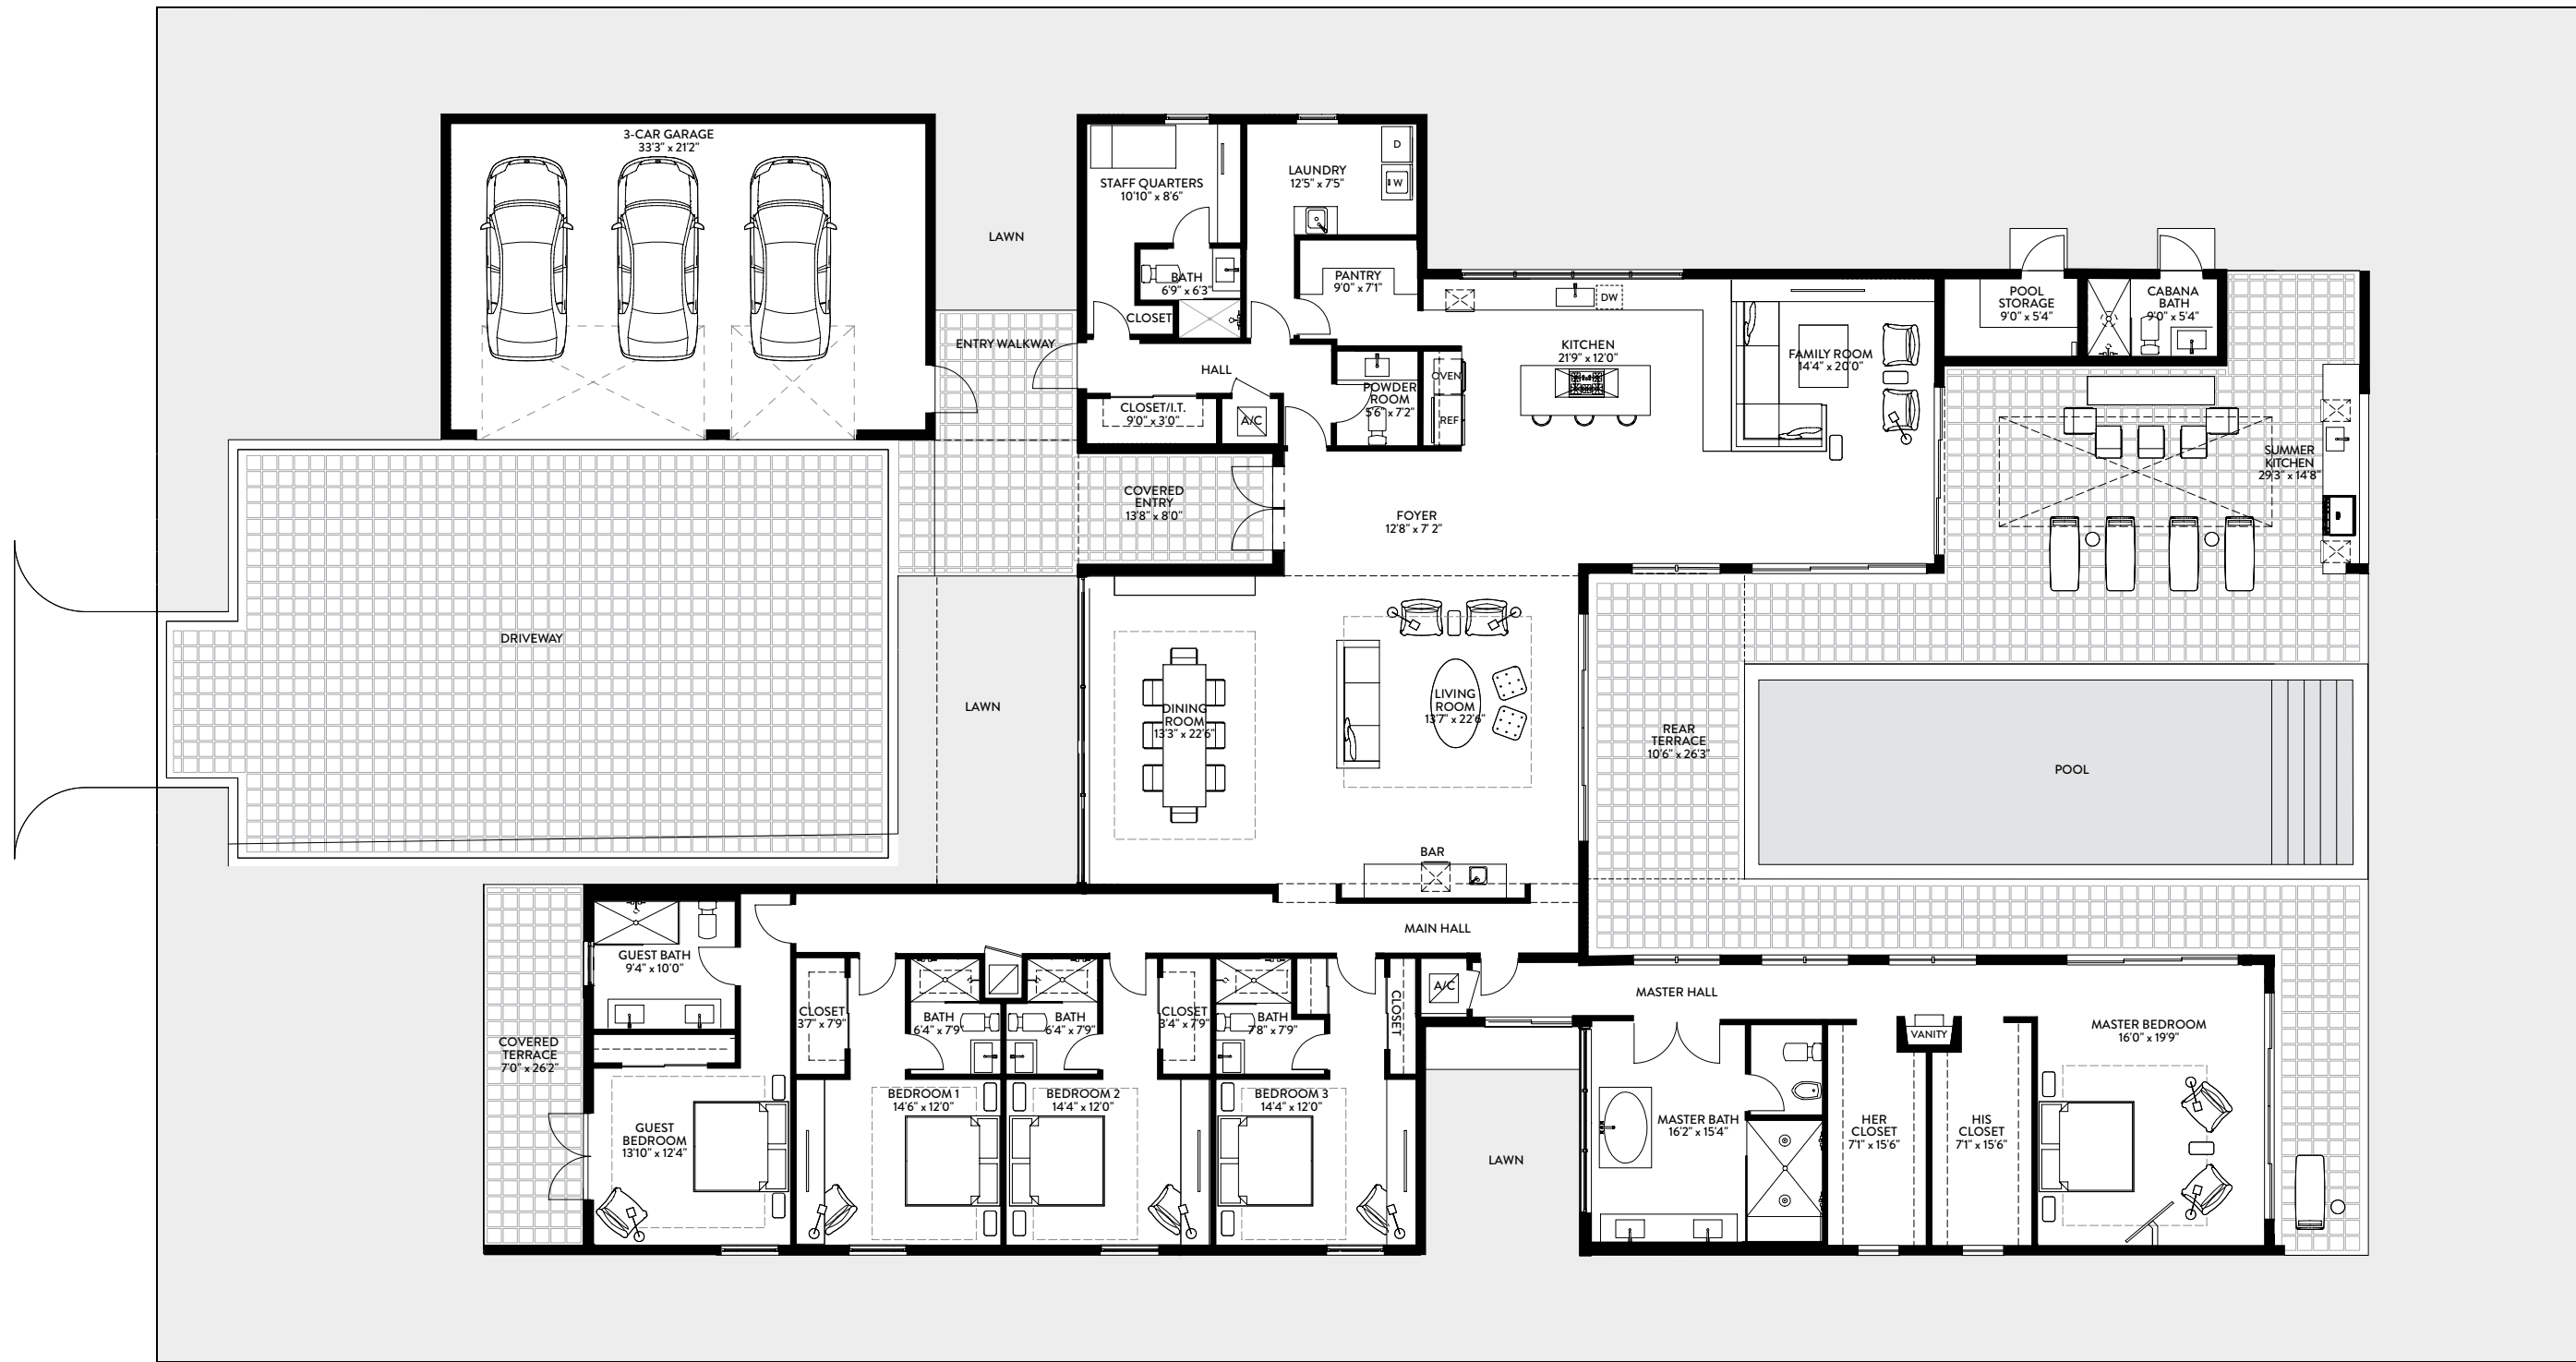 3-CAR GARAGE
33'3" x 21'2"
LAWN
STAFF QUARTERS
10'10" x 8'6"
LAUNDRY
12'5" x 7'5"
D
W
BATH
6'9" x 6'3"
CLOSET
PANTRY
9'0" x 7'1"
DW
POOL
STORAGE
9'0" x 5'4"
CABANA
BATH
9'0" x 5'4"
ENTRY WALKWAY
HALL
KITCHEN
21'9" x 12'0"
FAMILY ROOM
14'4" x 20'0"
OVEN
REF
POWDER
ROOM
5'6" x 7'2"
CLOSET/I.T.
9'0" x 3'0"
A/C
SUMMER
KITCHEN
29'3" x 14'8"
COVERED
ENTRY
13'8" x 8'0"
FOYER
12'8" x 7' 2"
DRIVEWAY
LAWN
DINING
ROOM
13'3" x 22'6"
LIVING
ROOM
13'7" x 22'6"
REAR
TERRACE
10'6" x 26'3"
POOL
BAR
MAIN HALL
GUEST BATH
9'4" x 10'0"
CLOSET
3'7" x 7'9"
BATH
6'4" x 7'9"
BATH
6'4" x 7'9"
CLOSET
3'4" x 7'9"
BATH
7'8" x 7'9"
CLOSET
A/C
MASTER HALL
VANITY
MASTER BEDROOM
16'0" x 19'9"
COVERED
TERRACE
7'0" x 26'2"
GUEST
BEDROOM
13'10" x 12'4"
BEDROOM 1
14'6" x 12'0"
BEDROOM 2
14'4" x 12'0"
BEDROOM 3
14'4" x 12'0"
LAWN
MASTER BATH
16'2" x 15'4"
HER
CLOSET
7'1" x 15'6"
HIS
CLOSET
7'1" x 15'6"